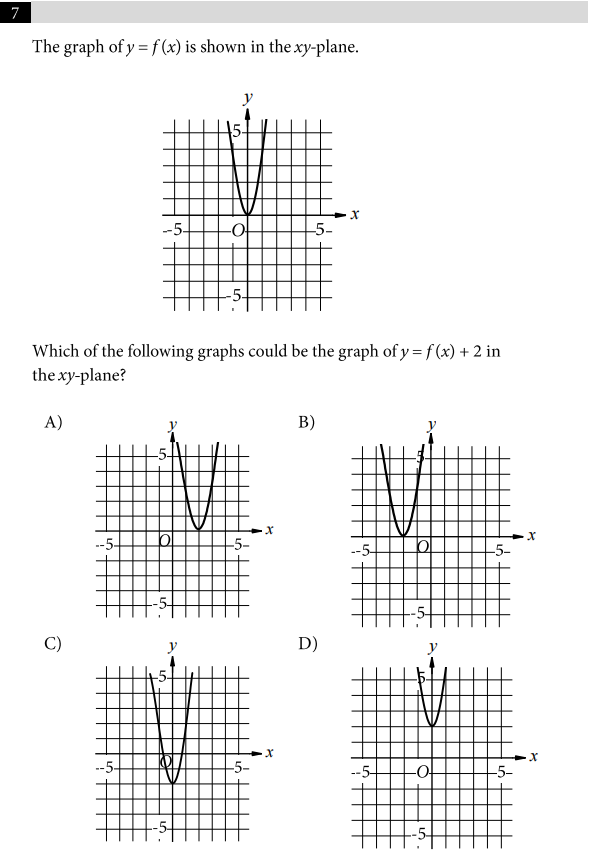 7
The graph of y = f (x) is shown in the xy-plane.
y
5
x
-5
O
5
-5
Which of the following graphs could be the graph of y = f (x) + 2 in
the xy-plane?
A)
y
5
x
-5
O
5
-5
B)
y
5
x
-5
O
5
-5
C)
y
5
x
-5
O
5
-5
D)
y
5
x
-5
O
5
-5